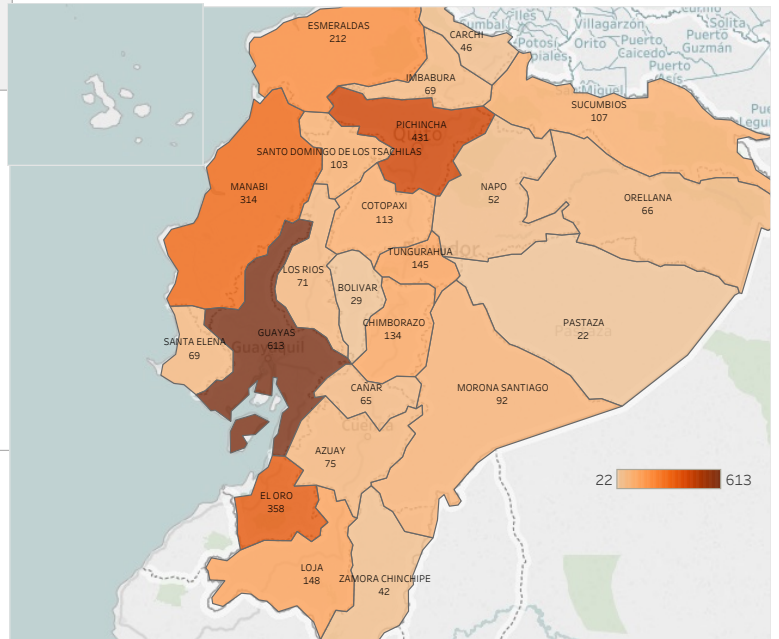 ESMERALDAS
212
CARCHI
46
Villagarzón
Solita
Potosí
Orito
Puerto
Caicedo
Puerto
Guzmán
Puerto
Asís
IMBABURA
69
SUCUMBIOS
107
PICHINCHA
431
SANTO DOMINGO DE LOS TSACHILAS
103
MANABI
314
NAPO
52
ORELLANA
66
COTOPAXI
113
TUNGURAHUA
145
LOS RIOS
71
BOLIVAR
29
CHIMBORAZO
134
PASTAZA
22
GUAYAS
613
Guayaquil
SANTA ELENA
69
CAÑAR
65
MORONA SANTIAGO
92
Cuenca
AZUAY
75
22
613
EL ORO
358
LOJA
148
ZAMORA CHINCHIPE
42